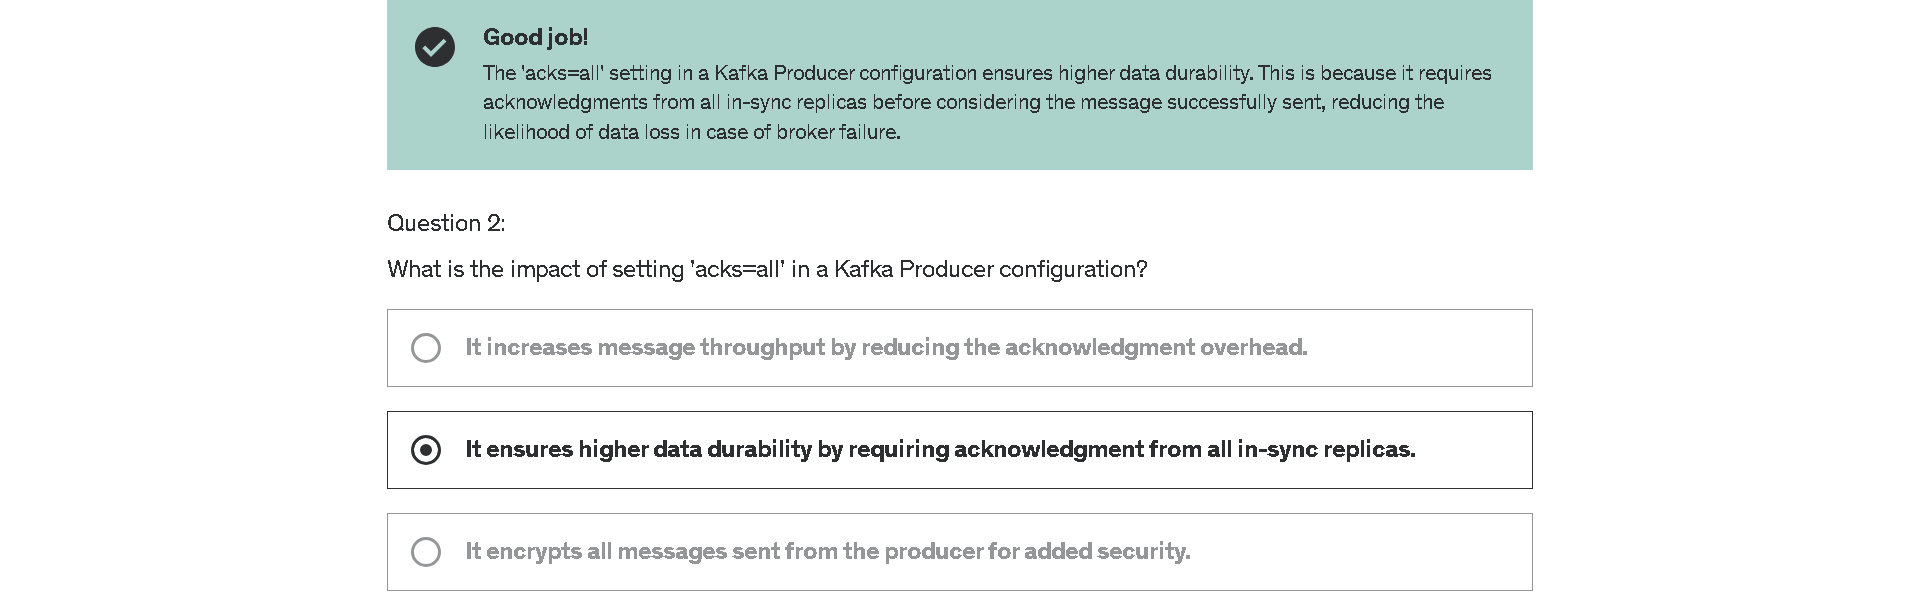 Good job!
The 'acks=all' setting in a Kafka Producer configuration ensures higher data durability. This is because it requires
acknowledgments from all in-sync replicas before considering the message successfully sent, reducing the
likelihood of data loss in case of broker failure.
Question 2:
What is the impact of setting 'acks=all' in a Kafka Producer configuration?
It increases message throughput by reducing the acknowledgment overhead.
It ensures higher data durability by requiring acknowledgment from all in-sync replicas.
It encrypts all messages sent from the producer for added security.